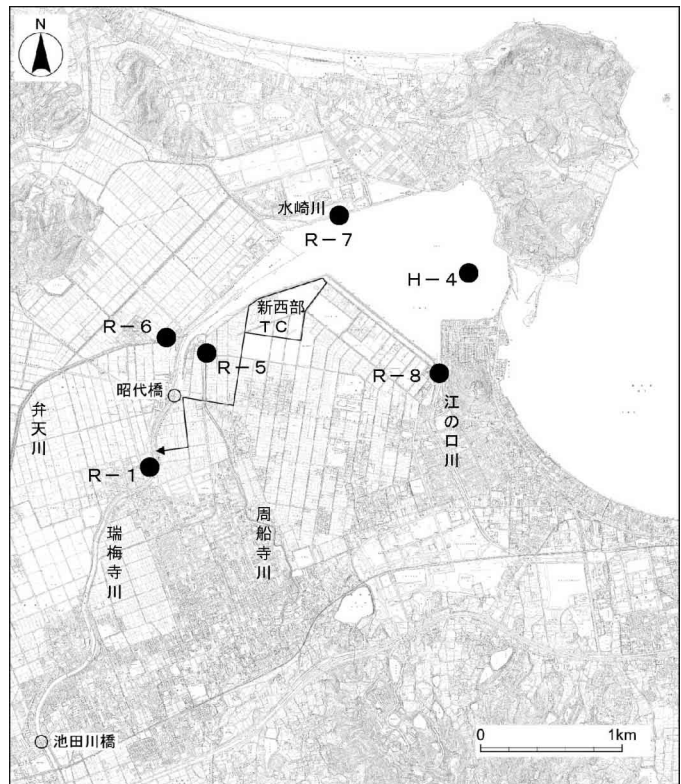 N
水崎川
R-7
H-4
新西部
TC
R-6
R-5
昭代橋
R-8
弁天川
江の口川
R-1
瑞梅寺川
周船寺川
池田川橋
0 1km